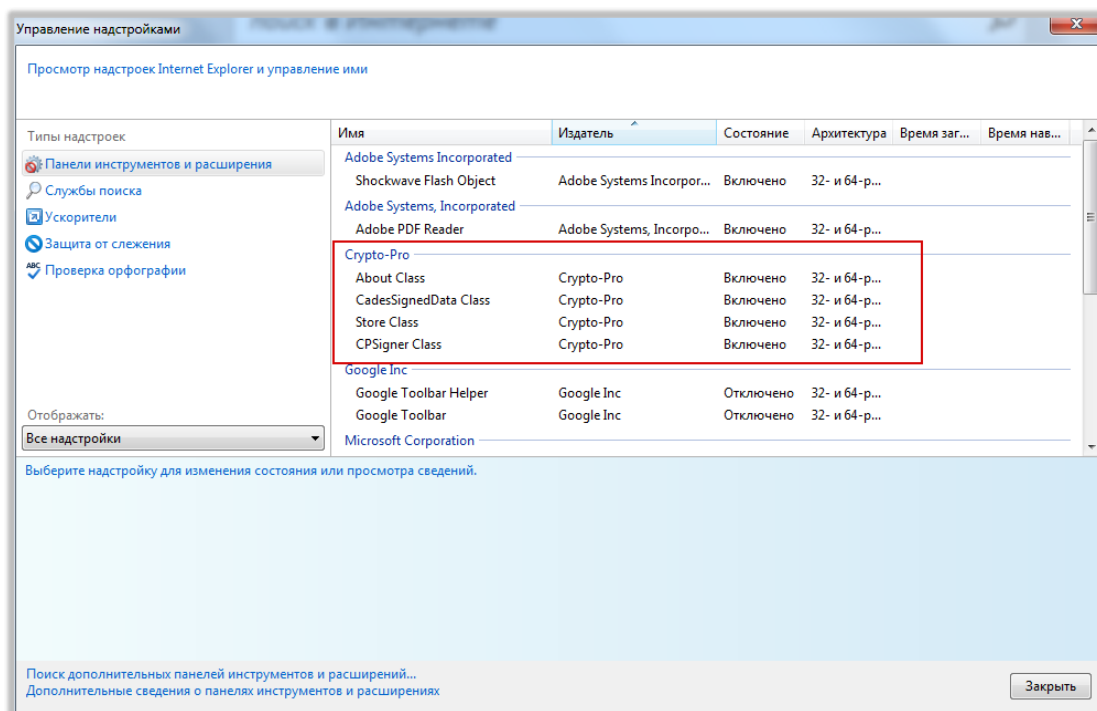 поиск в Интернете
Управление надстройками
Просмотр надстроек Internet Explorer и управление ими
Типы надстроек
Панели инструментов и расширения
Службы поиска
Ускорители
Защита от слежения
ABC Проверка орфографии
Отображать:
Все надстройки
Имя Издатель Состояние Архитектура Время заг... Время нав...
Adobe Systems Incorporated
Shockwave Flash Object Adobe Systems Incorpor... Включено 32- и 64-р...
Adobe Systems, Incorporated
Adobe PDF Reader Adobe Systems, Incorpo... Включено 32- и 64-р...
Crypto-Pro
About Class Crypto-Pro Включено 32- и 64-р...
CadesSignedData Class Crypto-Pro Включено 32- и 64-р...
Store Class Crypto-Pro Включено 32- и 64-р...
CPSigner Class Crypto-Pro Включено 32- и 64-р...
Google Inc
Google Toolbar Helper Google Inc Отключено 32- и 64-р...
Google Toolbar Google Inc Отключено 32- и 64-р...
Microsoft Corporation
Выберите надстройку для изменения состояния или просмотра сведений.
Поиск дополнительных панелей инструментов и расширений...
Дополнительные сведения о панелях инструментов и расширениях
Закрыть